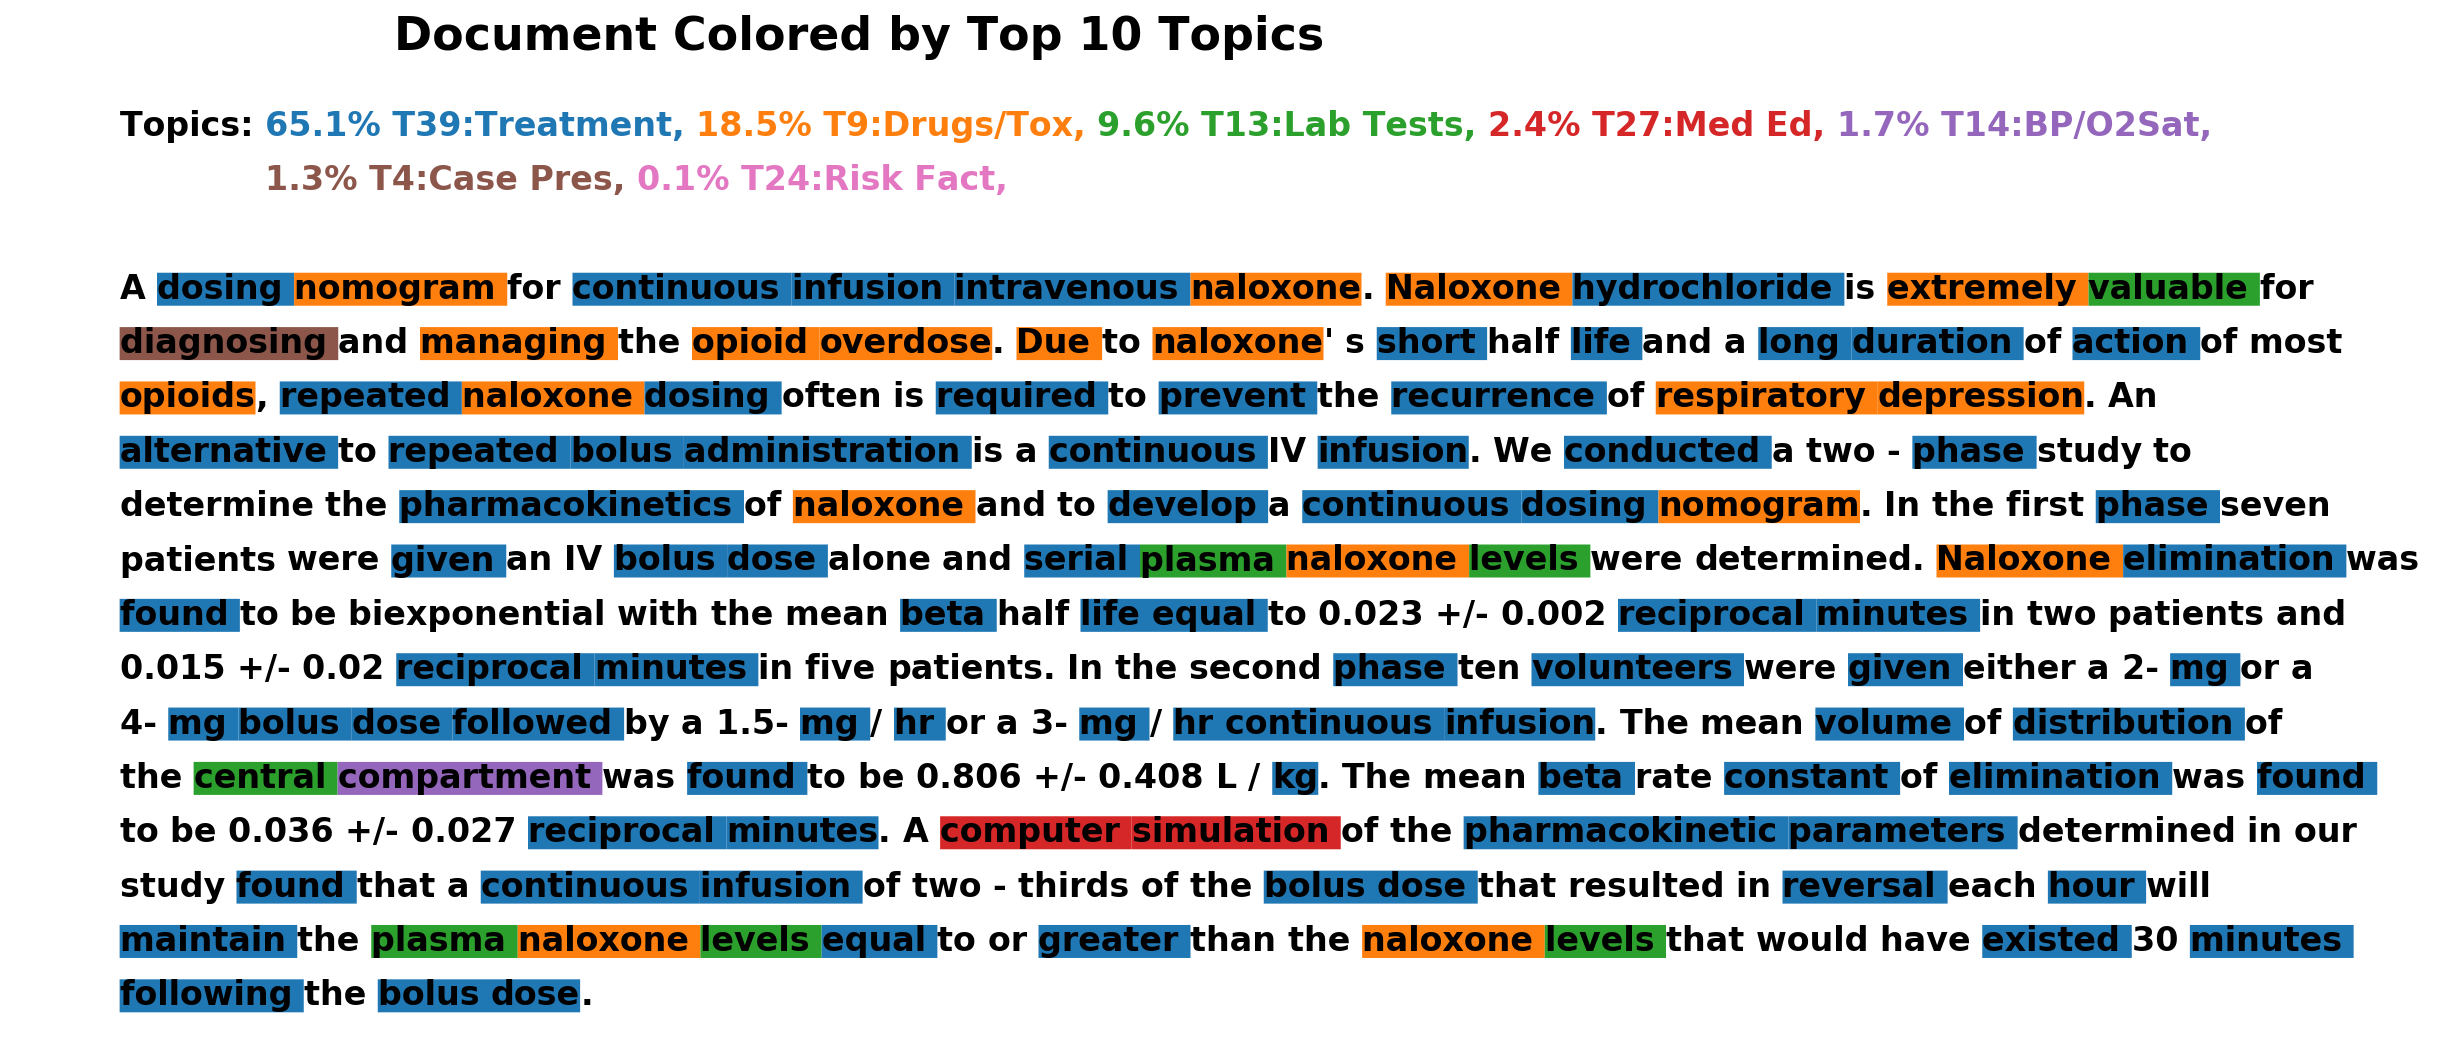 Document Colored by Top 10 Topics
Topics: 65.1% T39:Treatment, 18.5% T9:Drugs/Tox, 9.6% T13:Lab Tests, 2.4% T27:Med Ed, 1.7% T14:BP/O2Sat,
1.3% T4:Case Pres, 0.1% T24:Risk Fact,
A dosing nomogram for continuous infusion intravenous naloxone. Naloxone hydrochloride is extremely valuable for
diagnosing and managing the opioid overdose. Due to naloxone' s short half life and a long duration of action of most
opioids, repeated naloxone dosing often is required to prevent the recurrence of respiratory depression. An
alternative to repeated bolus administration is a continuous IV infusion. We conducted a two - phase study to
determine the pharmacokinetics of naloxone and to develop a continuous dosing nomogram. In the first phase seven
patients were given an IV bolus dose alone and serial plasma naloxone levels were determined. Naloxone elimination was
found to be biexponential with the mean beta half life equal to 0.023 +/- 0.002 reciprocal minutes in two patients and
0.015 +/- 0.02 reciprocal minutes in five patients. In the second phase ten volunteers were given either a 2- mg or a
4- mg bolus dose followed by a 1.5- mg / hr or a 3- mg / hr continuous infusion. The mean volume of distribution of
the central compartment was found to be 0.806 +/- 0.408 L / kg. The mean beta rate constant of elimination was found
to be 0.036 +/- 0.027 reciprocal minutes. A computer simulation of the pharmacokinetic parameters determined in our
study found that a continuous infusion of two - thirds of the bolus dose that resulted in reversal each hour will
maintain the plasma naloxone levels equal to or greater than the naloxone levels that would have existed 30 minutes
following the bolus dose.